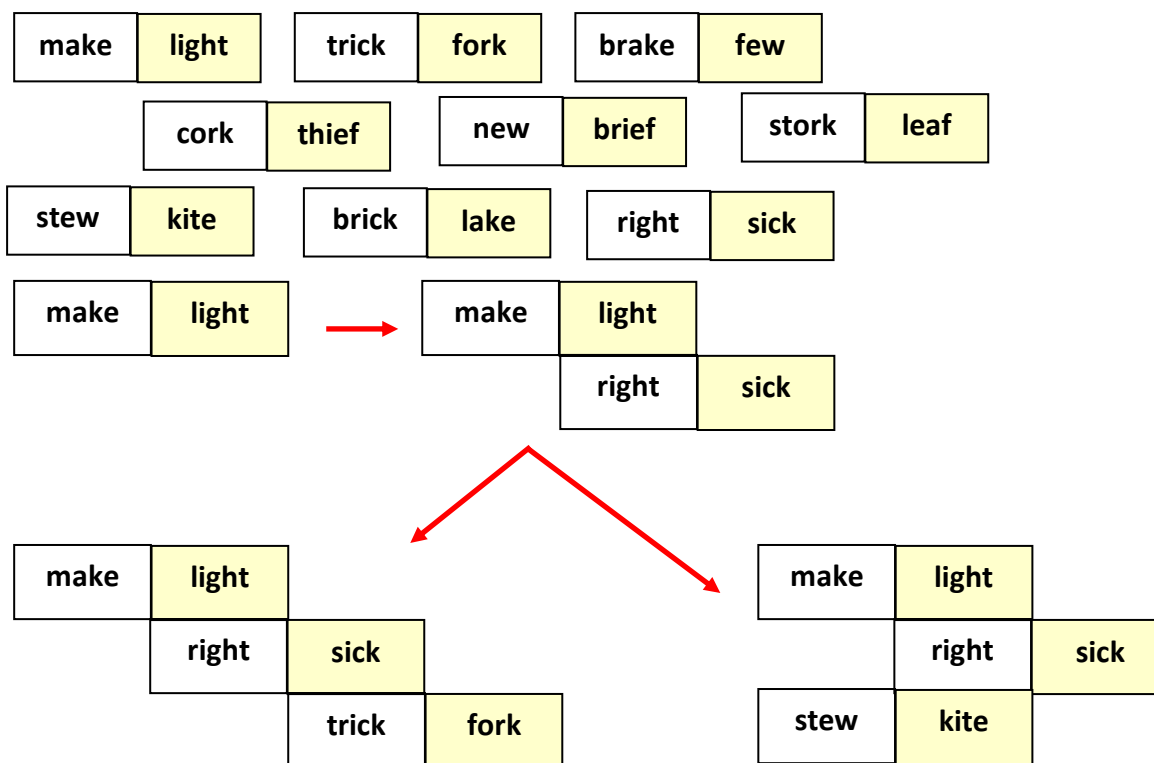 make light trick fork brake few
cork thief new brief stork leaf
stew kite brick lake right sick
make light make light
right sick
make light make light
right sick right sick
trick fork stew kite